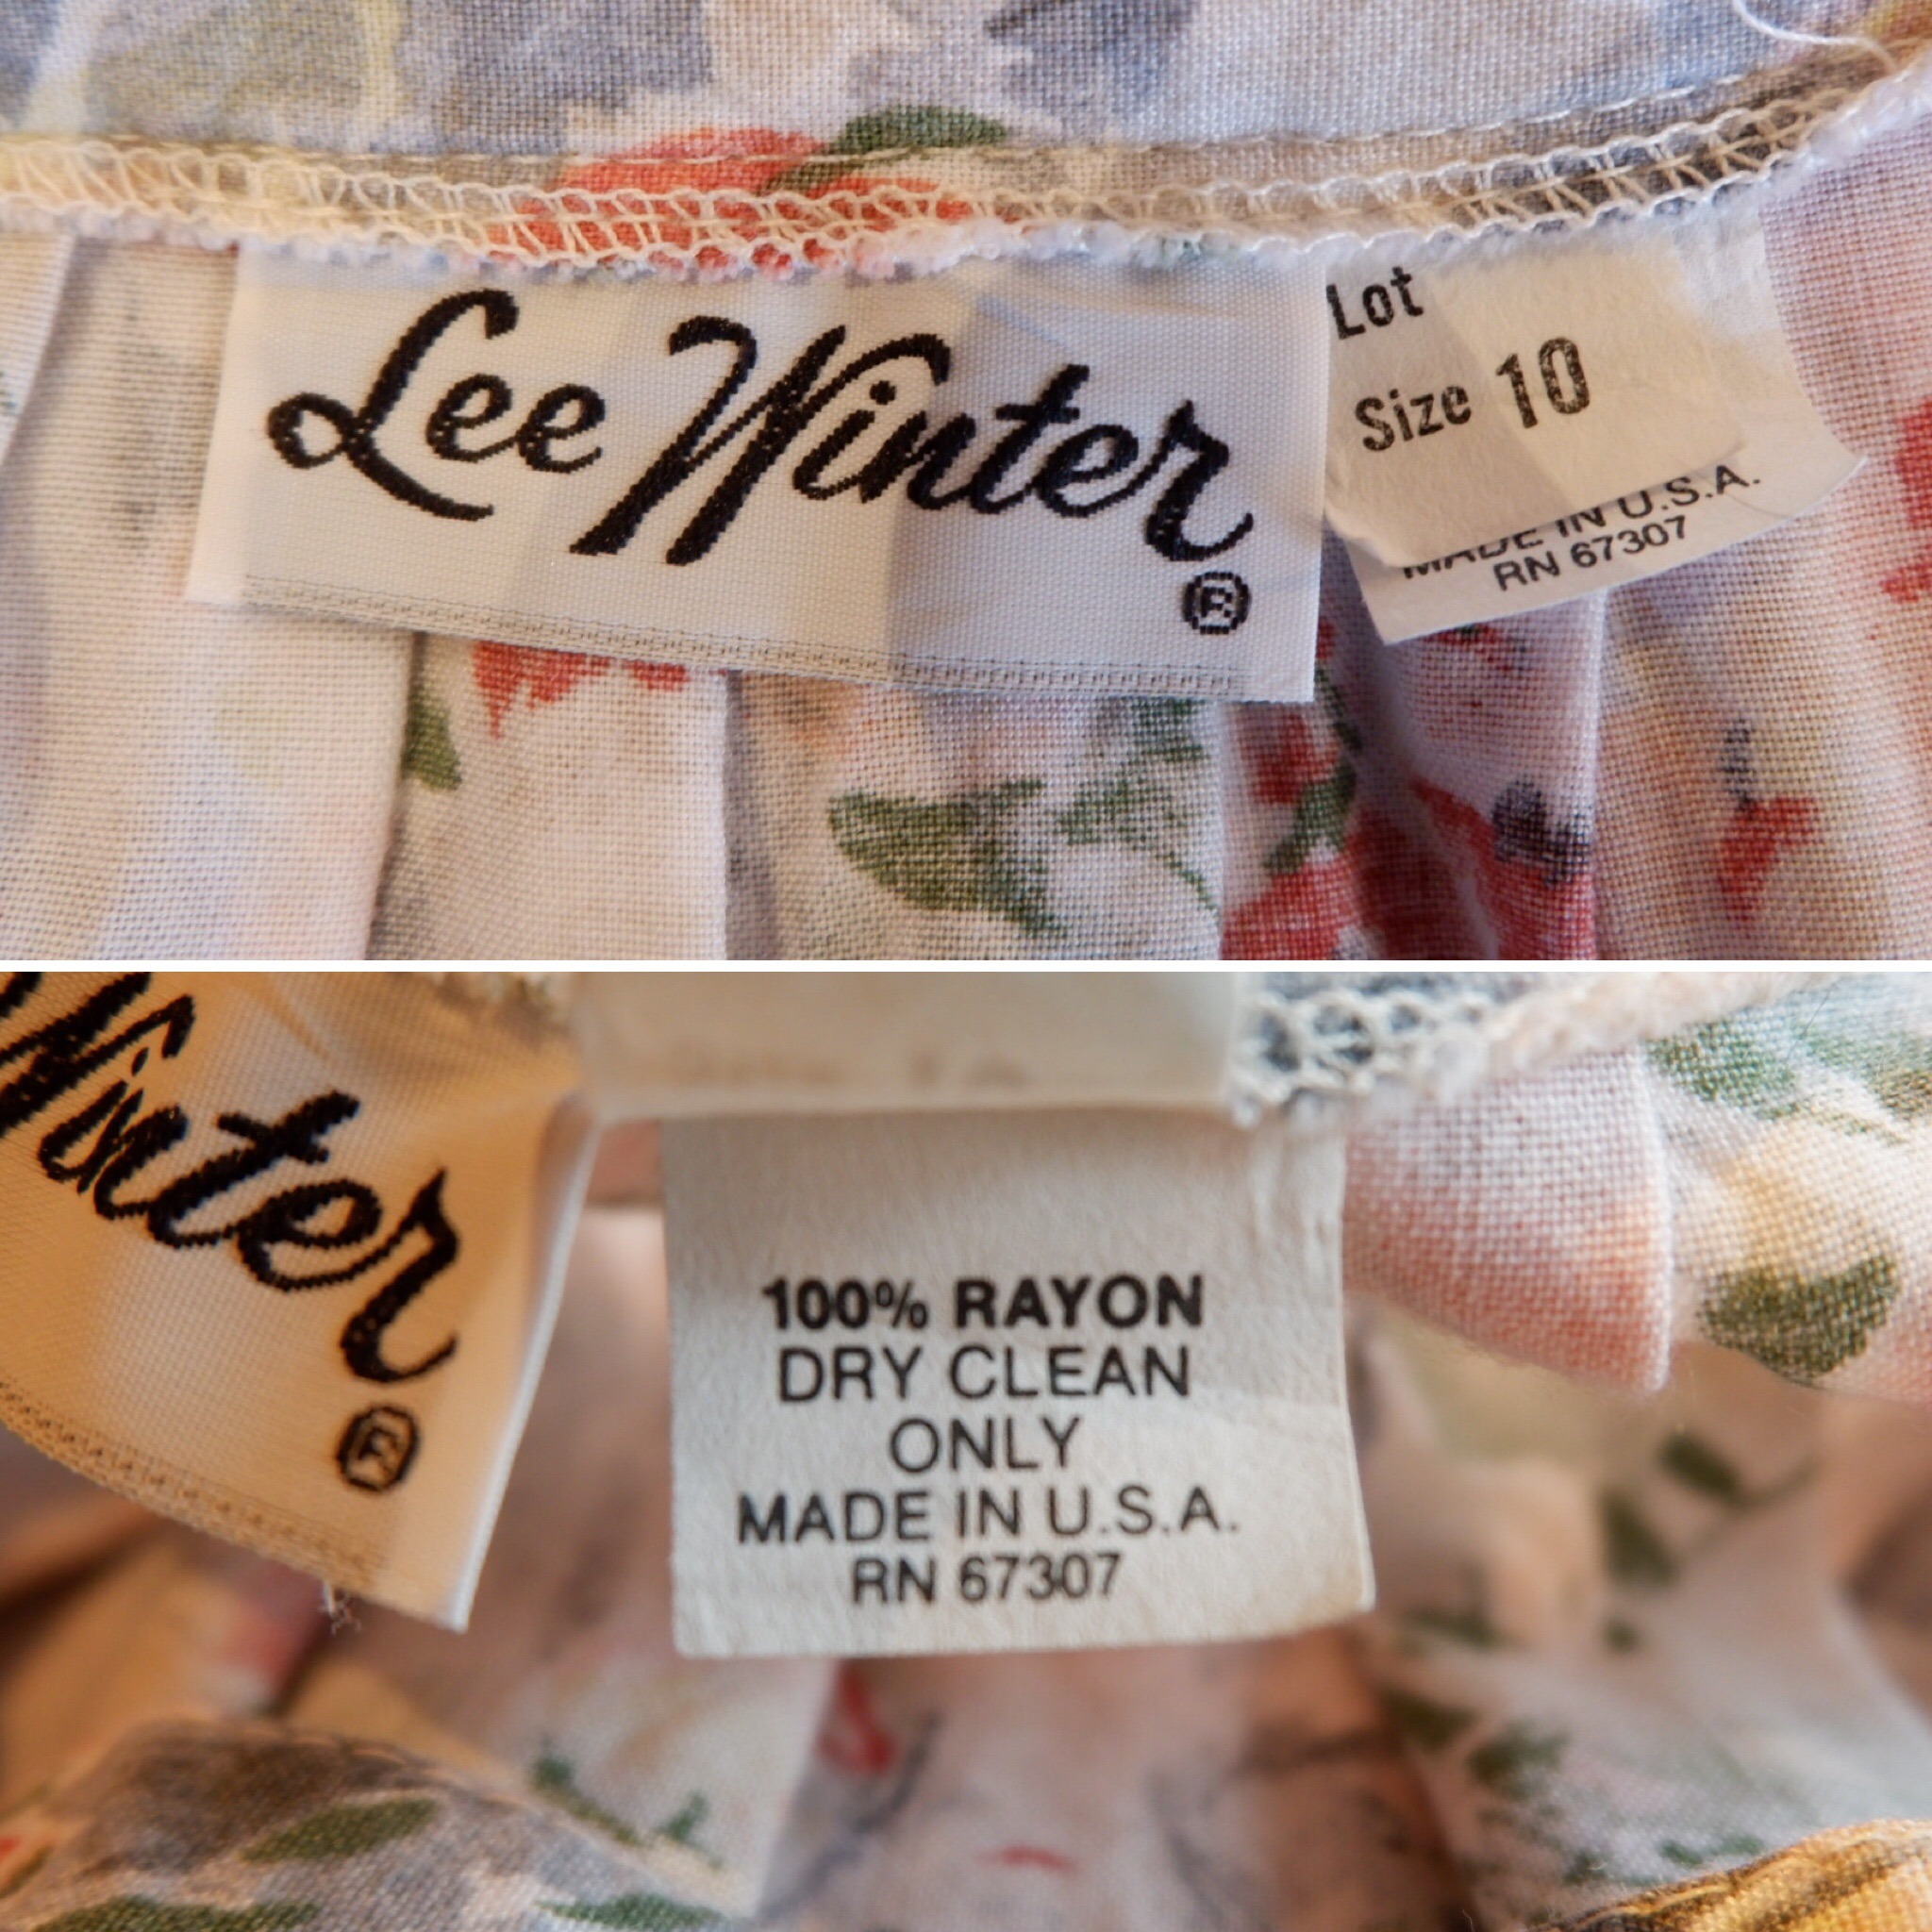 Lee Winter
®
Lot
Size 10
MADE IN U.S.A.
RN 67307
Winter
®
100% RAYON
DRY CLEAN
ONLY
MADE IN U.S.A.
RN 67307